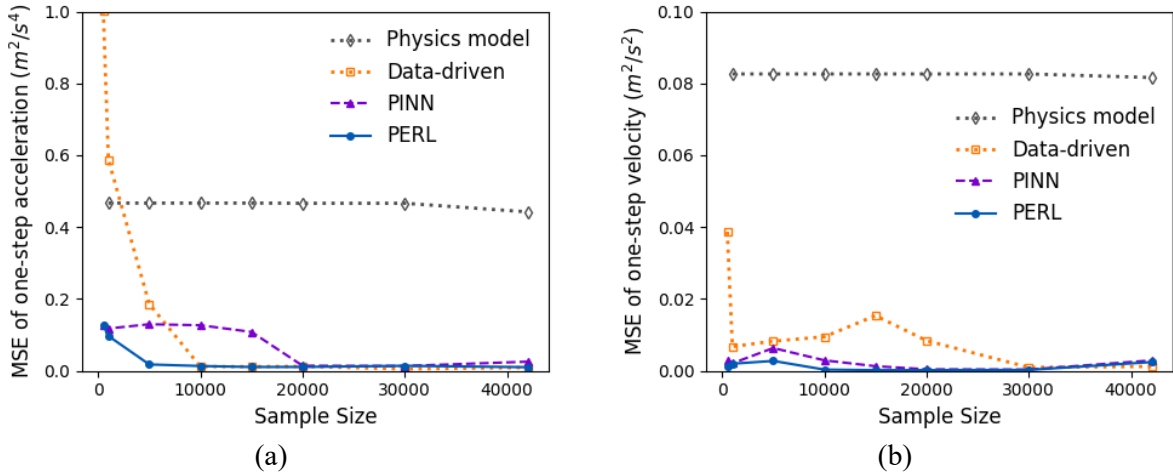 MSE of one-step acceleration (m²/s⁴)
1.0
0.8
0.6
0.4
0.2
0.0
Physics model
Data-driven
PINN
PERL
0 10000 20000 30000 40000
Sample Size
(a)
MSE of one-step velocity (m²/s²)
0.10
0.08
0.06
0.04
0.02
0.00
Physics model
Data-driven
PINN
PERL
0 10000 20000 30000 40000
Sample Size
(b)